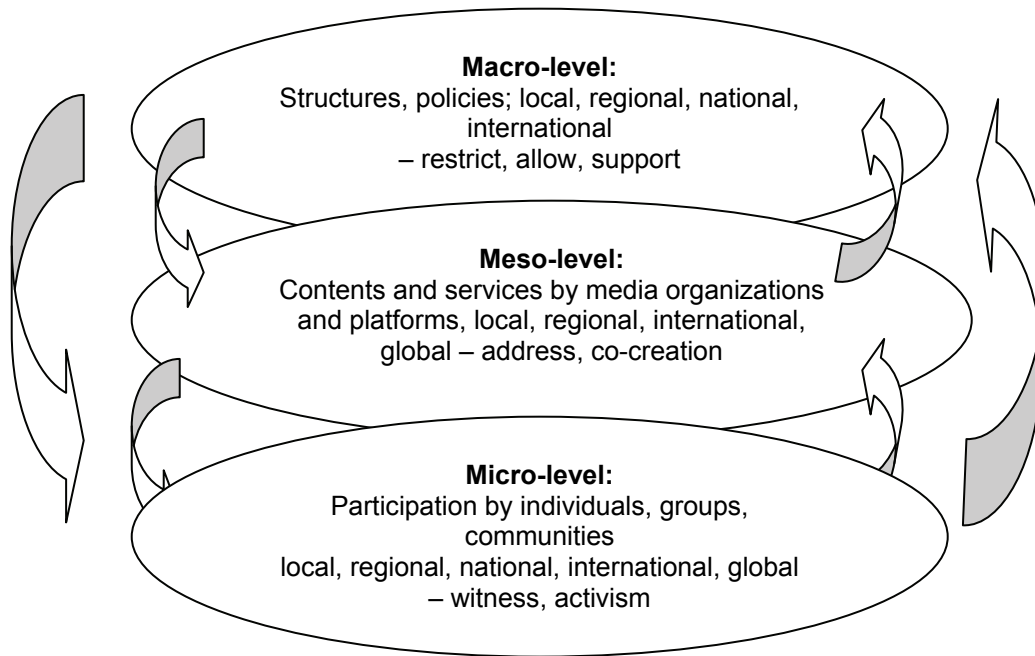 Macro-level:
Structures, policies; local, regional, national,
international
– restrict, allow, support
Meso-level:
Contents and services by media organizations
and platforms, local, regional, international,
global – address, co-creation
Micro-level:
Participation by individuals, groups,
communities
local, regional, national, international, global
– witness, activism